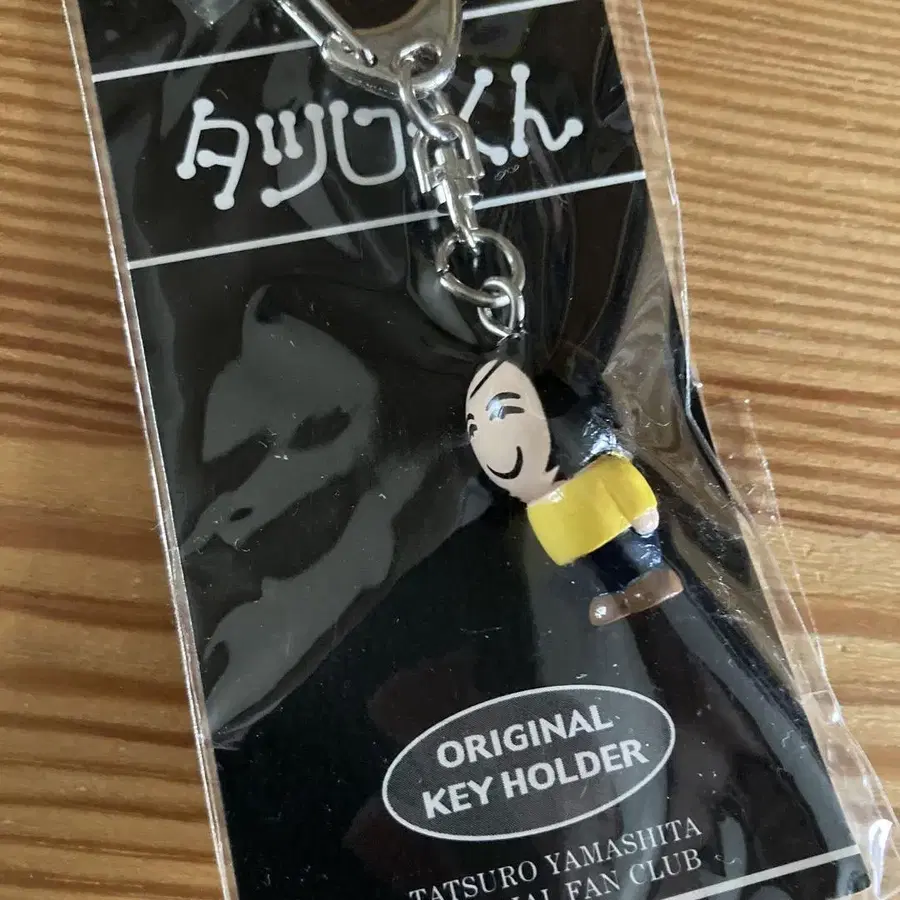 タツローくん
ORIGINAL
KEY HOLDER
TATSURO YAMASHITA
FAN CLUB